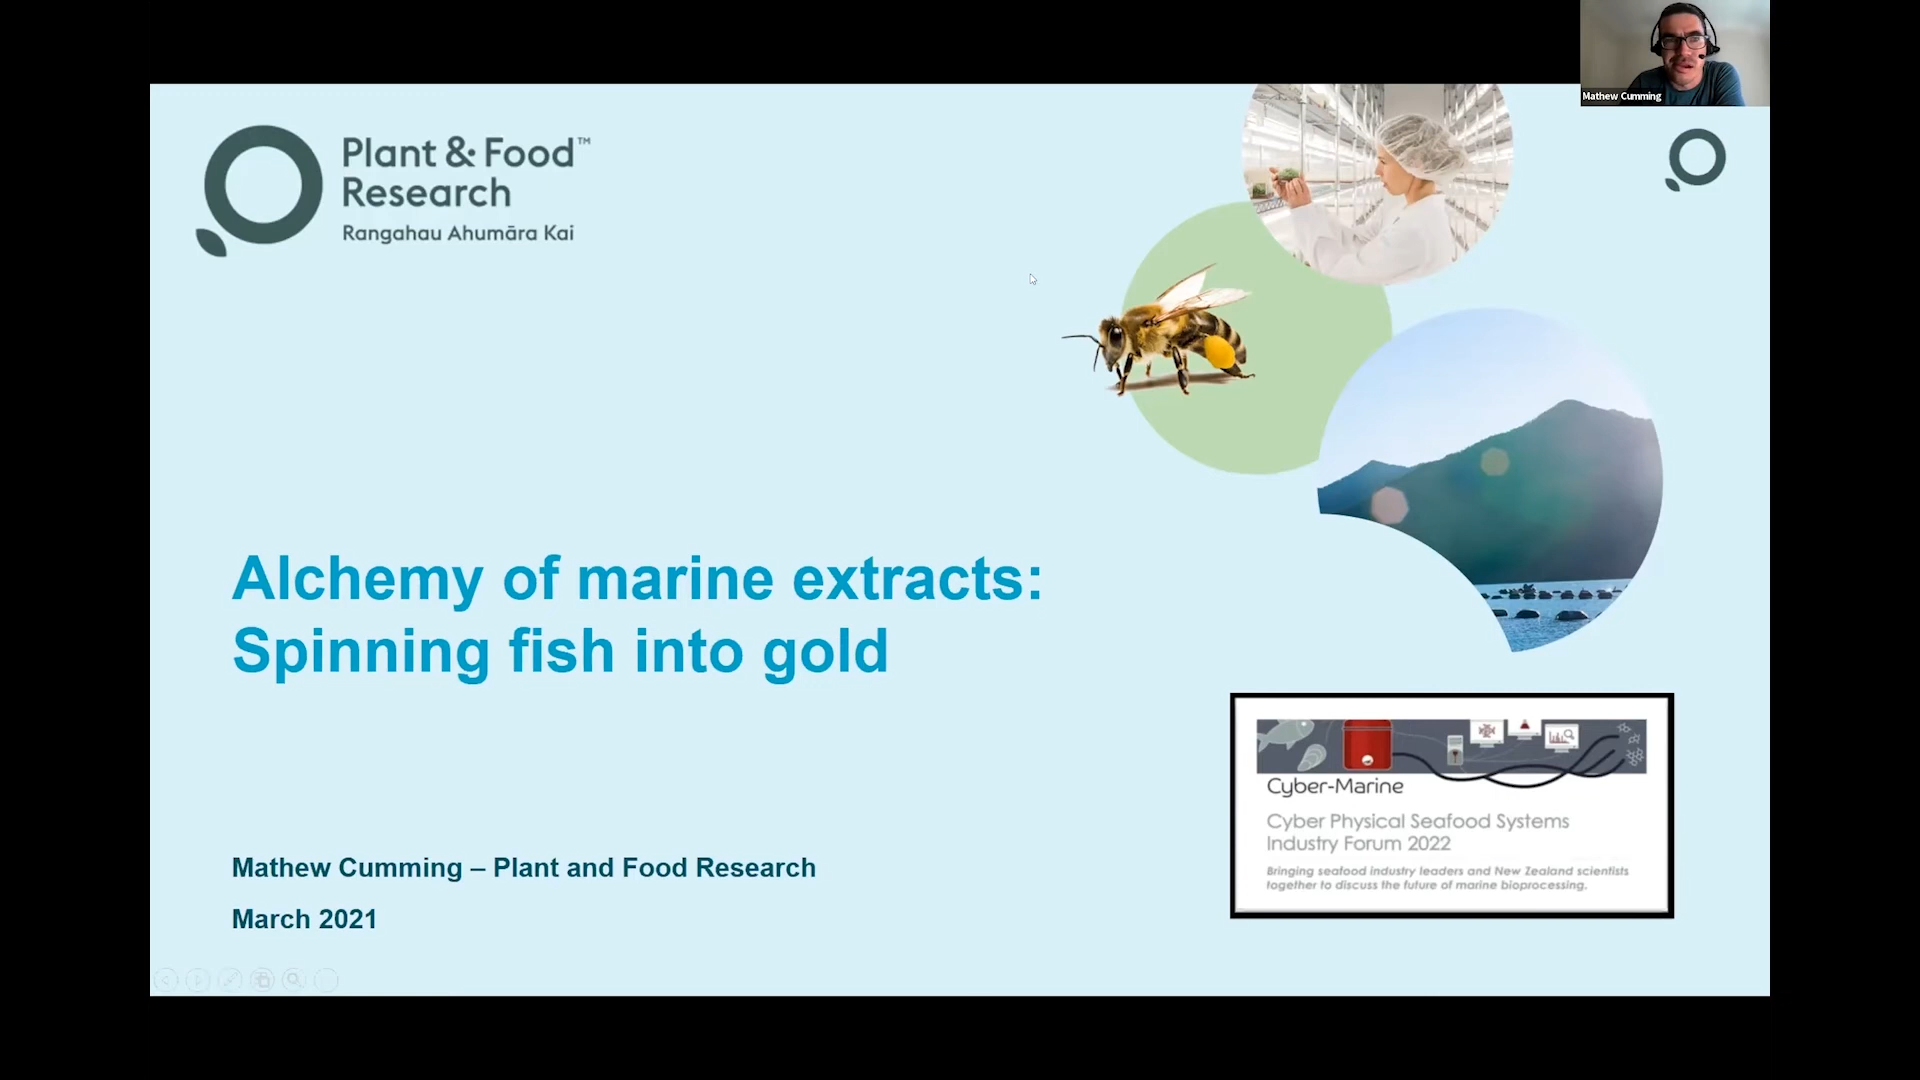 Mathew Cumming
Plant & Food™
Research
Rangahau Ahumāra Kai
Alchemy of marine extracts:
Spinning fish into gold
Mathew Cumming – Plant and Food Research
March 2021
Cyber-Marine
Cyber Physical Seafood Systems
Industry Forum 2022
Bringing seafood industry leaders and New Zealand scientists
together to discuss the future of marine bioprocessing.